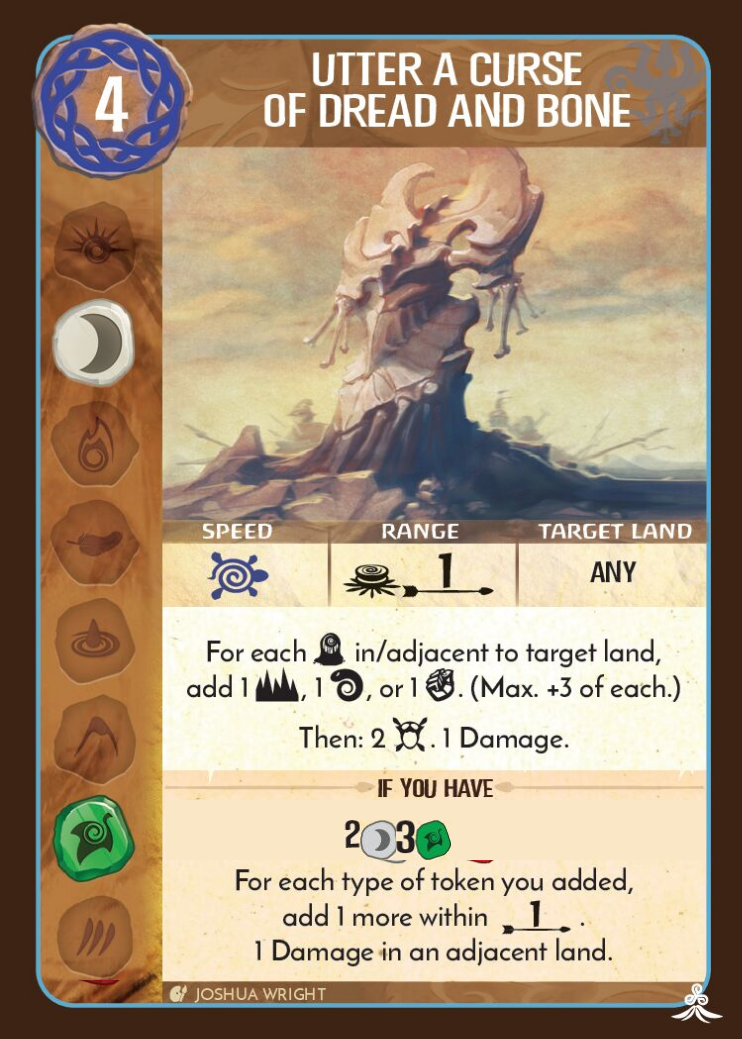 4
UTTER A CURSE
OF DREAD AND BONE
SPEED RANGE TARGET LAND
1 ANY
For each in/adjacent to target land,
add 1 , 1 , or 1 . (Max. +3 of each.)
Then: 2 . 1 Damage.
IF YOU HAVE
2 3
For each type of token you added,
add 1 more within 1 .
1 Damage in an adjacent land.
JOSHUA WRIGHT